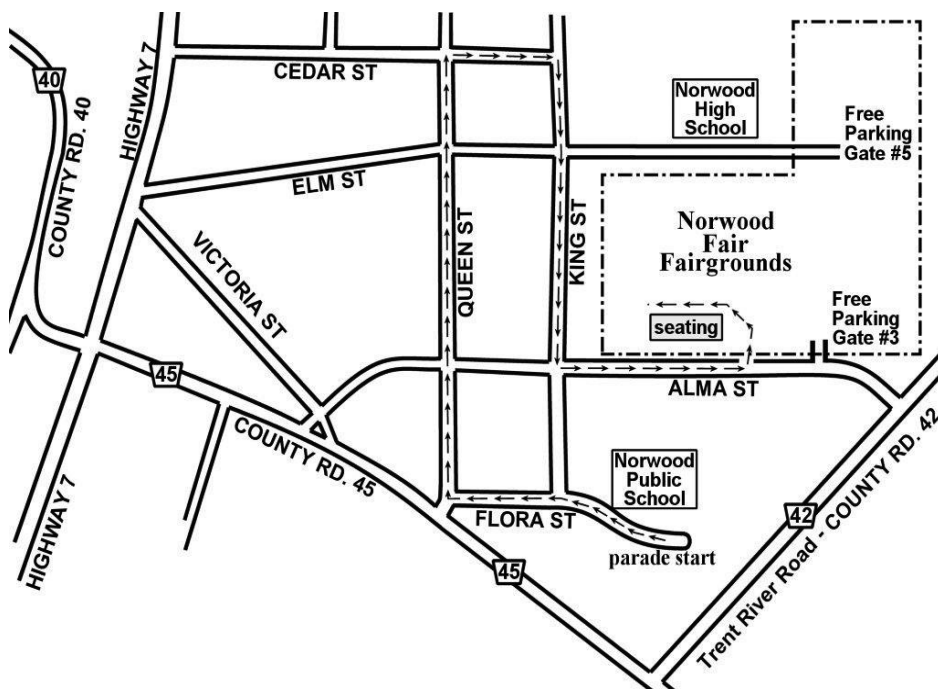 40
COUNTY RD. 40
HIGHWAY 7
CEDAR ST
Norwood
High
School
Free
Parking
Gate #5
ELM ST
VICTORIA ST
QUEEN ST
KING ST
Norwood
Fair
Fairgrounds
seating
Free
Parking
Gate #3
45
ALMA ST
COUNTY RD. 45
Norwood
Public
School
FLORA ST
parade start
42
Trent River Road - COUNTY RD. 42
HIGHWAY 7
45